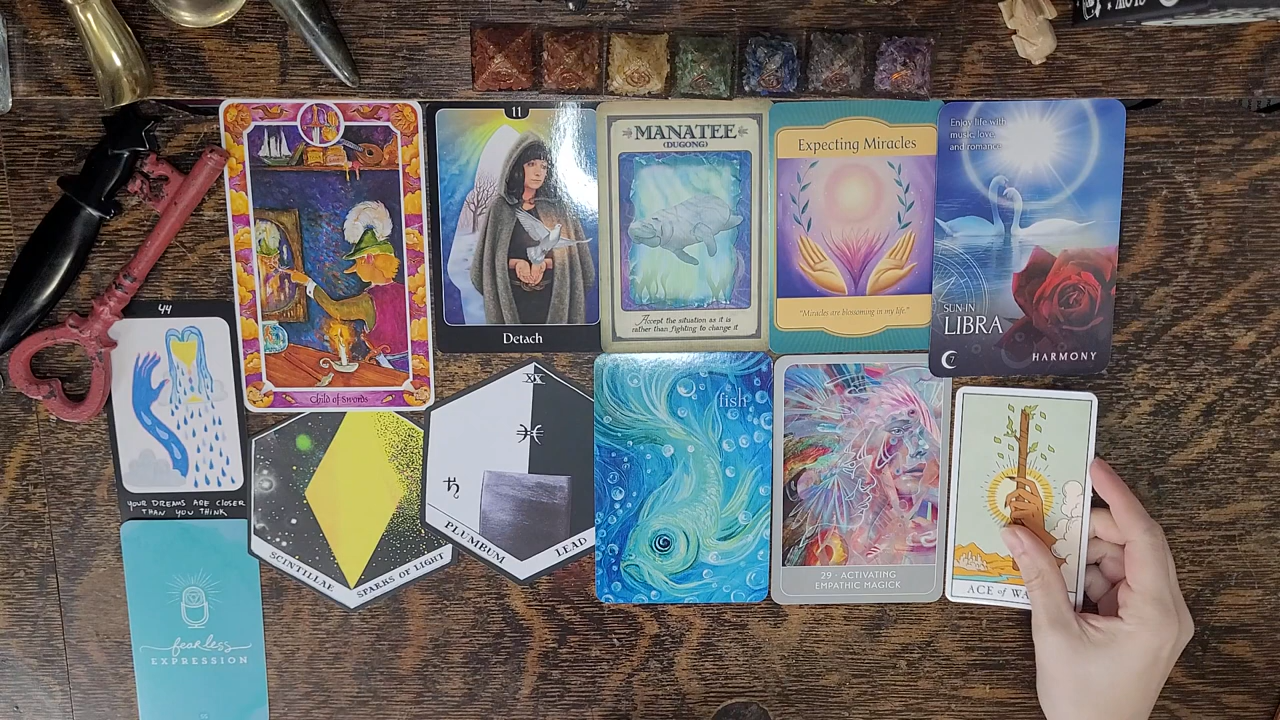 Child of Swords
11
Detach
MANATEE
(DUGONG)
Accept the situation as it is
rather than fighting to change it
Expecting Miracles
"Miracles are blossoming in my life."
Enjoy life with
music, love,
and romance.
SUN IN
LIBRA
7
HARMONY
44
YOUR DREAMS ARE CLOSER
THAN YOU THINK
SCINTILLAE
SPARKS OF LIGHT
XX
PLUMBUM
LEAD
fish
29 - ACTIVATING
EMPATHIC MAGICK
ACE of WA
fearless
EXPRESSION